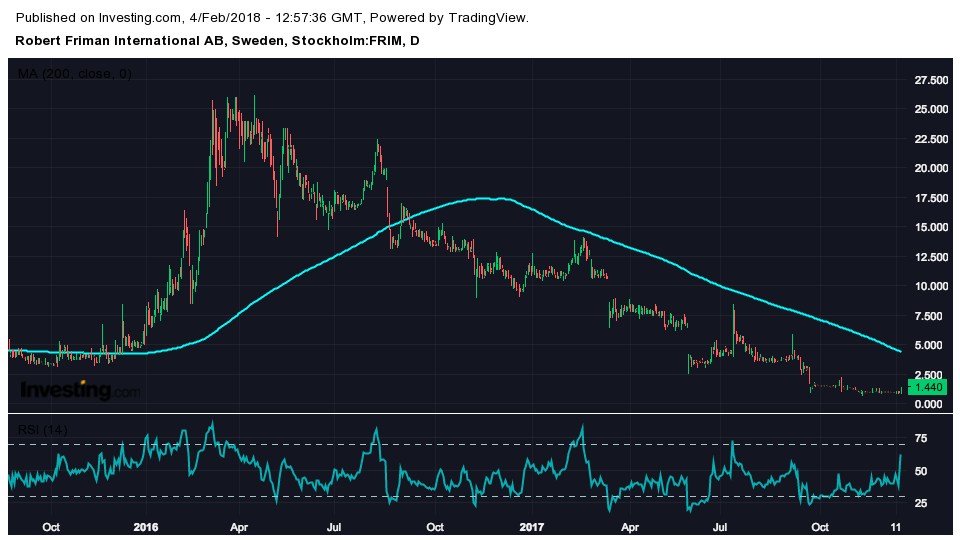 Published on Investing.com, 4/Feb/2018 - 12:57:36 GMT, Powered by TradingView.
Robert Friman International AB, Sweden, Stockholm:FRIM, D
MA (200, close, 0)
27.500
25.000
22.500
20.000
17.500
15.000
12.500
10.000
7.500
5.000
2.500
1.440
0.000
Investing.com
RSI (14)
75
50
25
Oct 2016 Apr Jul Oct 2017 Apr Jul Oct 11